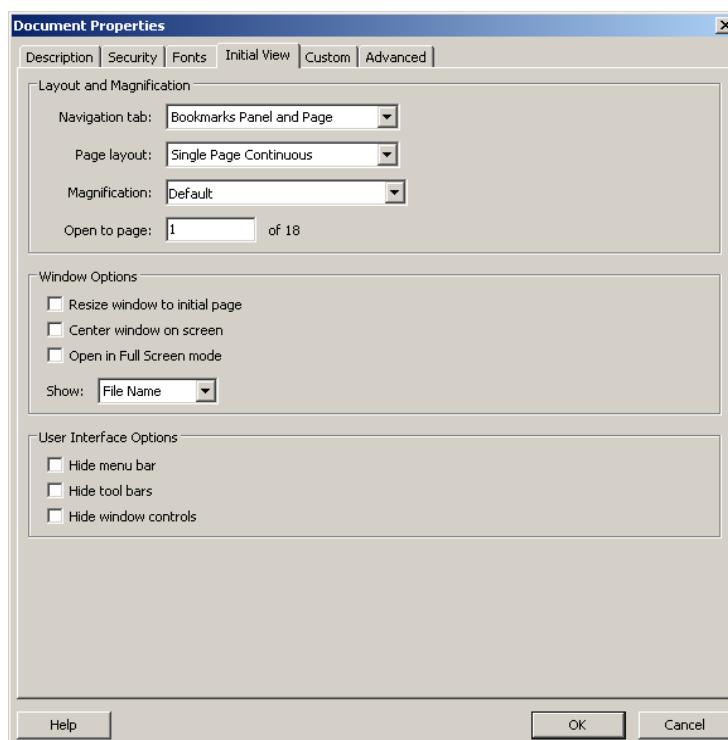 Document Properties
Description Security Fonts Initial View Custom Advanced
Layout and Magnification
Navigation tab: Bookmarks Panel and Page
Page layout: Single Page Continuous
Magnification: Default
Open to page: 1 of 18
Window Options
Resize window to initial page
Center window on screen
Open in Full Screen mode
Show: File Name
User Interface Options
Hide menu bar
Hide tool bars
Hide window controls
Help OK Cancel